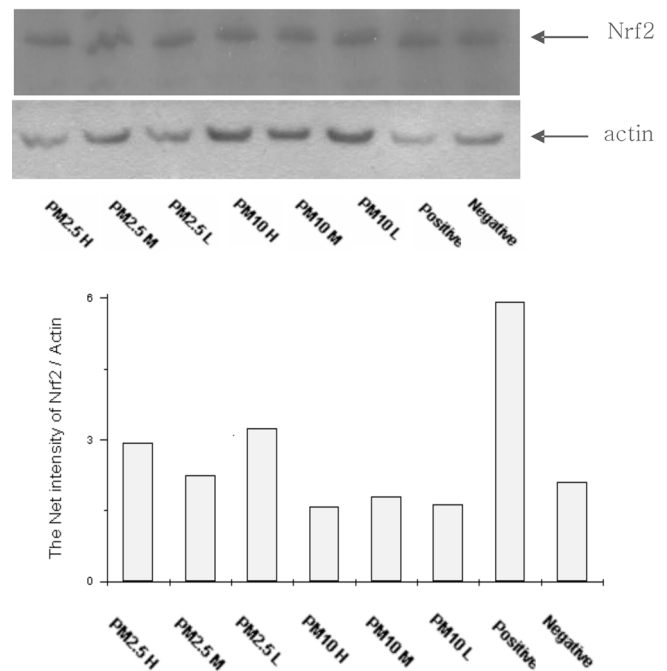 Nrf2
actin
PM2.5 H
PM2.5 M
PM2.5 L
PM10 H
PM10 M
PM10 L
Positive
Negative
The Net intensity of Nrf2 / Actin
6
3
0
PM2.5 H
PM2.5 M
PM2.5 L
PM10 H
PM10 M
PM10 L
Positive
Negative